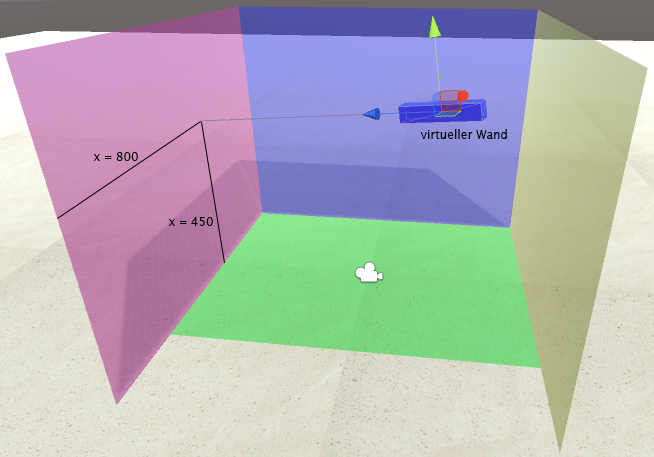 virtueller Wand
x = 800
x = 450